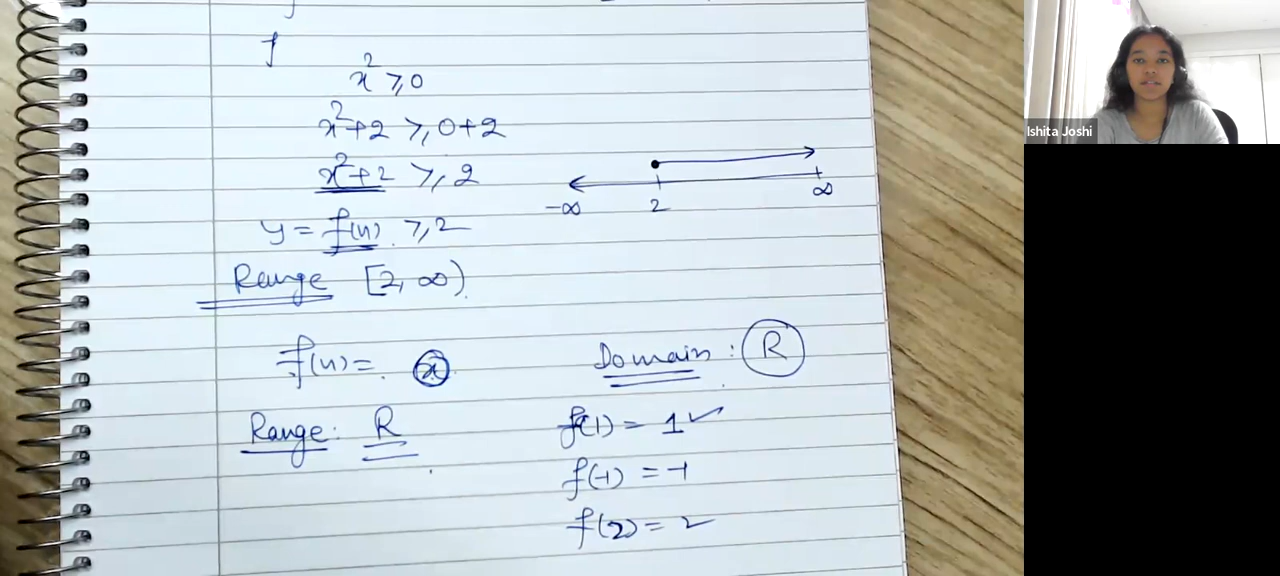 f
x² ≥ 0
x²+2 ≥ 0+2
x²+2 ≥ 2
y = f(x) ≥ 2
Range [2, ∞)
-∞ 2 ∞
f(x) = x
Domain : R
Range: R
f(1) = 1 ✓
f(-1) = -1
f(2) = 2
Ishita Joshi